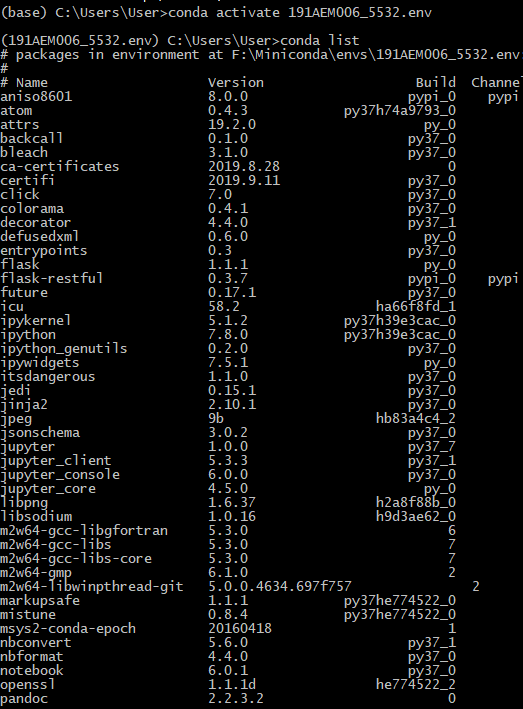 (base) C:\Users\User>conda activate 191AEM006_5532.env
(191AEM006_5532.env) C:\Users\User>conda list
# packages in environment at F:\Miniconda\envs\191AEM006_5532.env:
#
# Name Version Build Channel
aniso8601 8.0.0 pypi_0 pypi
atom 0.4.3 py37h74a9793_0
attrs 19.2.0 py_0
backcall 0.1.0 py37_0
bleach 3.1.0 py37_0
ca-certificates 2019.8.28 0
certifi 2019.9.11 py37_0
click 7.0 py37_0
colorama 0.4.1 py37_0
decorator 4.4.0 py37_1
defusedxml 0.6.0 py_0
entrypoints 0.3 py37_0
flask 1.1.1 py_0
flask-restful 0.3.7 pypi_0 pypi
future 0.17.1 py37_0
icu 58.2 ha66f8fd_1
ipykernel 5.1.2 py37h39e3cac_0
ipython 7.8.0 py37h39e3cac_0
ipython_genutils 0.2.0 py37_0
ipywidgets 7.5.1 py_0
itsdangerous 1.1.0 py37_0
jedi 0.15.1 py37_0
jinja2 2.10.1 py37_0
jpeg 9b hb83a4c4_2
jsonschema 3.0.2 py37_0
jupyter 1.0.0 py37_7
jupyter_client 5.3.3 py37_1
jupyter_console 6.0.0 py37_0
jupyter_core 4.5.0 py_0
libpng 1.6.37 h2a8f88b_0
libsodium 1.0.16 h9d3ae62_0
m2w64-gcc-libgfortran 5.3.0 6
m2w64-gcc-libs 5.3.0 7
m2w64-gcc-libs-core 5.3.0 7
m2w64-gmp 6.1.0 2
m2w64-libwinpthread-git 5.0.0.4634.697f757 2
markupsafe 1.1.1 py37he774522_0
mistune 0.8.4 py37he774522_0
msys2-conda-epoch 20160418 1
nbconvert 5.6.0 py37_1
nbformat 4.4.0 py37_0
notebook 6.0.1 py37_0
openssl 1.1.1d he774522_2
pandoc 2.2.3.2 0